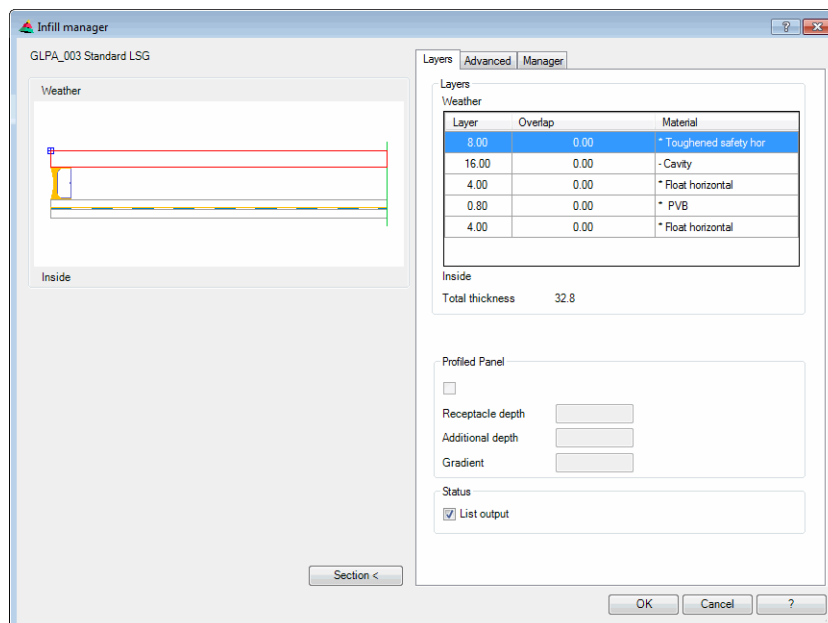 Infill manager
?
GLPA_003 Standard LSG
Weather
Inside
Section <
Layers Advanced Manager
Layers
Weather
Layer Overlap Material
8.00 0.00 * Toughened safety hor
16.00 0.00 - Cavity
4.00 0.00 * Float horizontal
0.80 0.00 * PVB
4.00 0.00 * Float horizontal
Inside
Total thickness 32.8
Profiled Panel
Receptacle depth
Additional depth
Gradient
Status
List output
OK Cancel ?